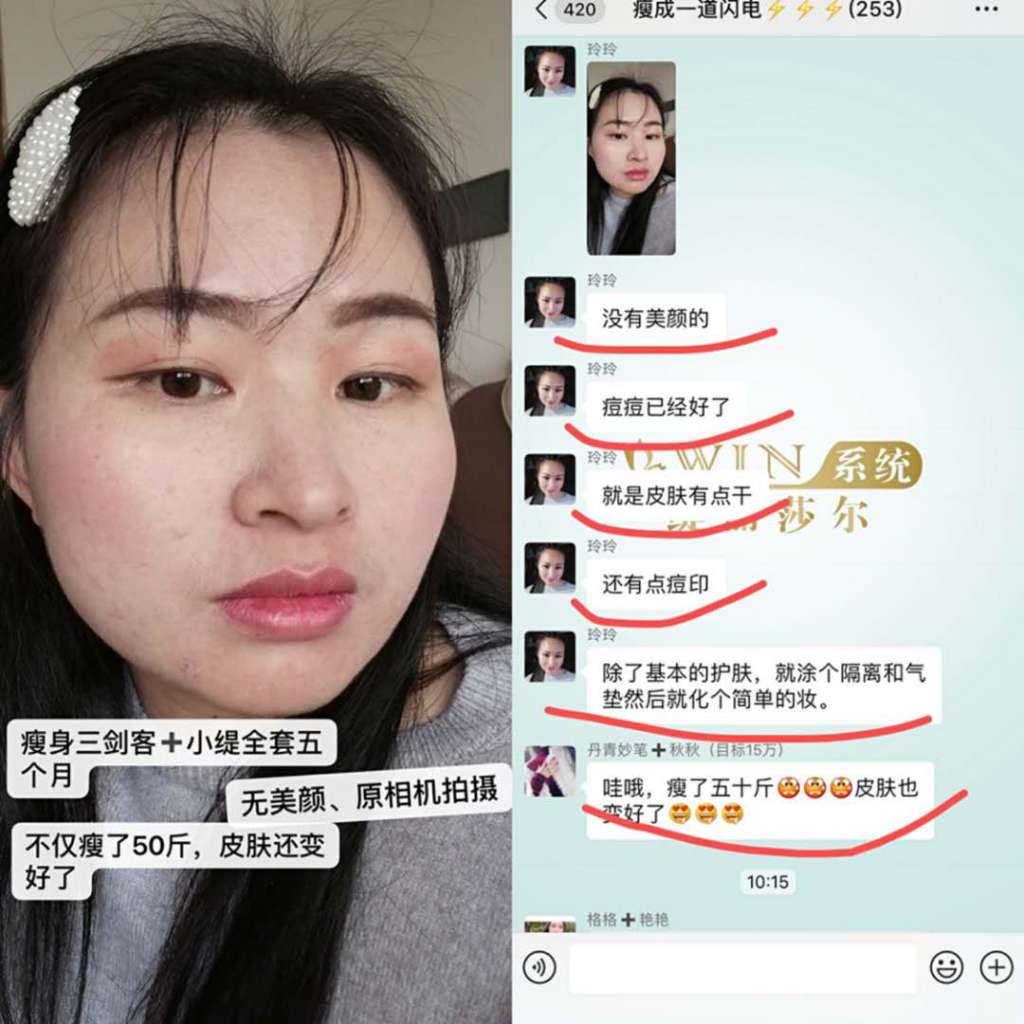 瘦身三剑客➕小缇全套五
个月
无美颜、原相机拍摄
不仅瘦了50斤，皮肤还变
好了
420
瘦成一道闪电⚡⚡⚡(253)
玲玲
玲玲
没有美颜的
玲玲
痘痘已经好了
玲玲
WIN
系统
就是皮肤有点干
莎尔
玲玲
还有点痘印
玲玲
除了基本的护肤，就涂个隔离和气
垫然后就化个简单的妆。
丹青妙笔➕秋秋（目标15万）
哇哦，瘦了五十斤😨😨😨皮肤也
变好了😍😍😍
10:15
格格➕艳艳